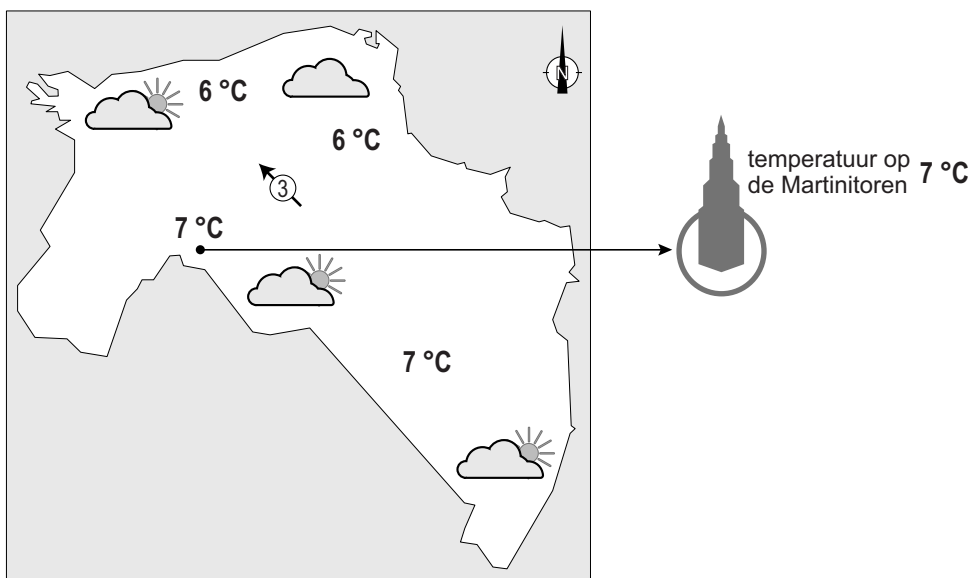 6 °C
N
6 °C
3
7 °C
temperatuur op
de Martinitoren 7 °C
7 °C